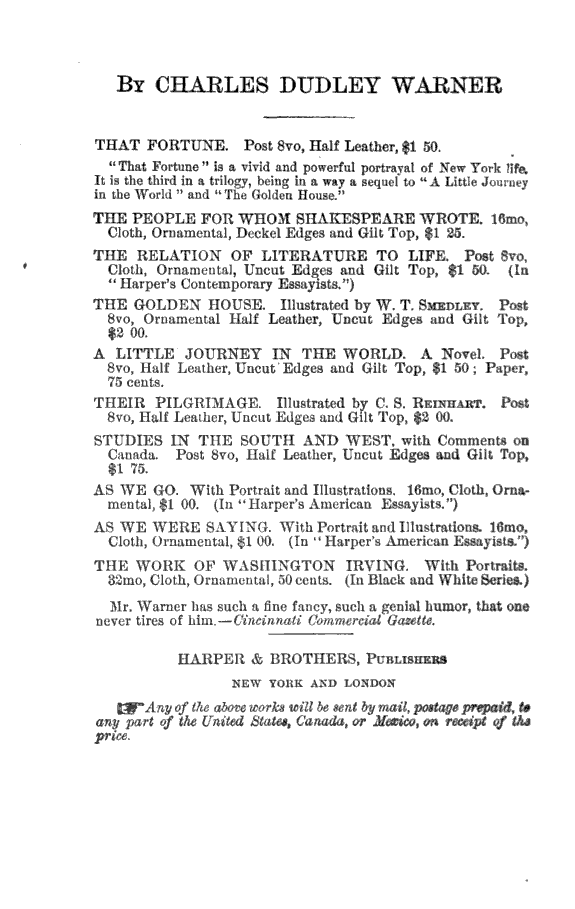 By CHARLES DUDLEY WARNER
THAT FORTUNE. Post 8vo, Half Leather, $1 50.
"That Fortune" is a vivid and powerful portrayal of New York life.
It is the third in a trilogy, being in a way a sequel to "A Little Journey
in the World" and "The Golden House."
THE PEOPLE FOR WHOM SHAKESPEARE WROTE. 16mo,
Cloth, Ornamental, Deckel Edges and Gilt Top, $1 25.
THE RELATION OF LITERATURE TO LIFE. Post 8vo,
Cloth, Ornamental, Uncut Edges and Gilt Top, $1 50. (In
"Harper's Contemporary Essayists.")
THE GOLDEN HOUSE. Illustrated by W. T. SMEDLEY. Post
8vo, Ornamental Half Leather, Uncut Edges and Gilt Top,
$2 00.
A LITTLE JOURNEY IN THE WORLD. A Novel. Post
8vo, Half Leather, Uncut Edges and Gilt Top, $1 50; Paper,
75 cents.
THEIR PILGRIMAGE. Illustrated by C. S. REINHART. Post
8vo, Half Leather, Uncut Edges and Gilt Top, $2 00.
STUDIES IN THE SOUTH AND WEST, with Comments on
Canada. Post 8vo, Half Leather, Uncut Edges and Gilt Top,
$1 75.
AS WE GO. With Portrait and Illustrations. 16mo, Cloth, Orna-
mental, $1 00. (In "Harper's American Essayists.")
AS WE WERE SAYING. With Portrait and Illustrations. 16mo,
Cloth, Ornamental, $1 00. (In "Harper's American Essayists.")
THE WORK OF WASHINGTON IRVING. With Portraits.
32mo, Cloth, Ornamental, 50 cents. (In Black and White Series.)
Mr. Warner has such a fine fancy, such a genial humor, that one
never tires of him.—Cincinnati Commercial Gazette.
HARPER & BROTHERS, PUBLISHERS
NEW YORK AND LONDON
☞ Any of the above works will be sent by mail, postage prepaid, to
any part of the United States, Canada, or Mexico, on receipt of the
price.